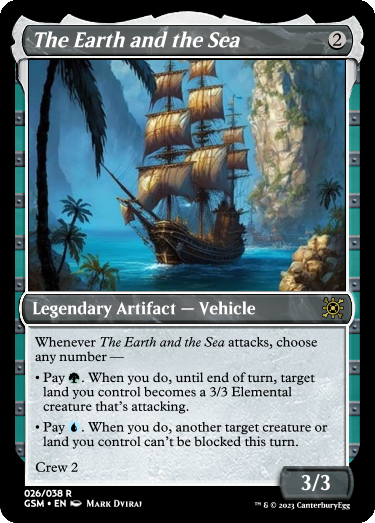 The Earth and the Sea 2
Legendary Artifact — Vehicle
Whenever The Earth and the Sea attacks, choose
any number —
• Pay . When you do, until end of turn, target
land you control becomes a 3/3 Elemental
creature that's attacking.
• Pay . When you do, another target creature or
land you control can't be blocked this turn.
Crew 2
3/3
026/038 R
GSM • EN Mark Dviraj
™ & © 2023 CanterburyEgg